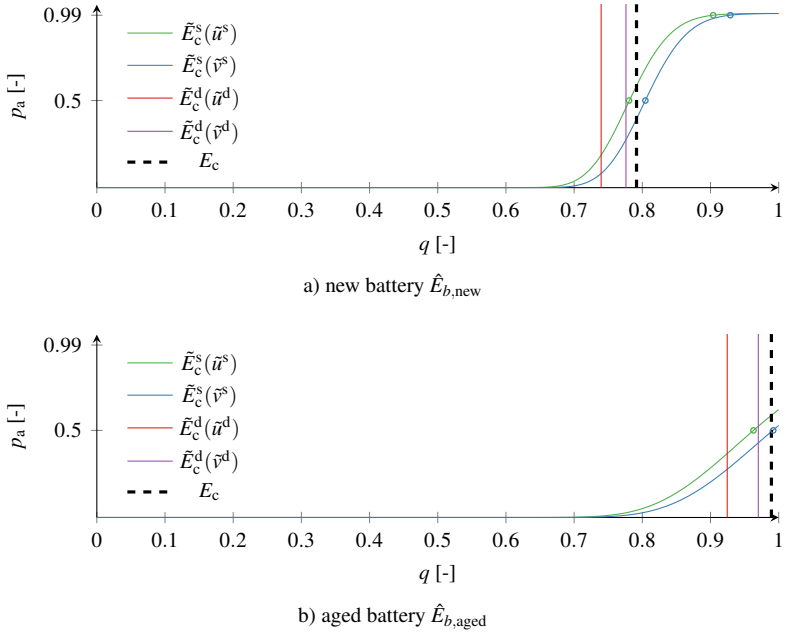 0.99
Ẽ_c^s(ũ^s)
Ẽ_c^s(ṽ^s)
0.5
Ẽ_c^d(ũ^d)
Ẽ_c^d(ṽ^d)
E_c
p_a [-]
0 0.1 0.2 0.3 0.4 0.5 0.6 0.7 0.8 0.9 1
q [-]
a) new battery Ê_{b,new}
0.99
Ẽ_c^s(ũ^s)
Ẽ_c^s(ṽ^s)
0.5
Ẽ_c^d(ũ^d)
Ẽ_c^d(ṽ^d)
E_c
p_a [-]
0 0.1 0.2 0.3 0.4 0.5 0.6 0.7 0.8 0.9 1
q [-]
b) aged battery Ê_{b,aged}